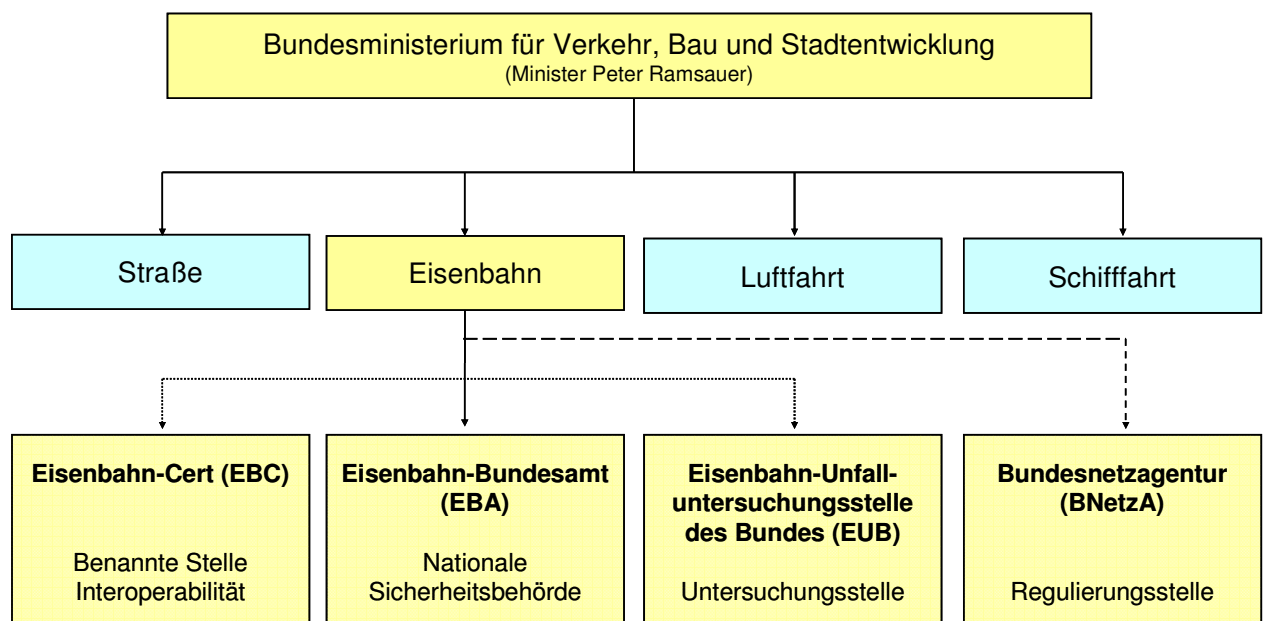 Bundesministerium für Verkehr, Bau und Stadtentwicklung
(Minister Peter Ramsauer)
Straße
Eisenbahn
Luftfahrt
Schifffahrt
Eisenbahn-Cert (EBC)
Benannte Stelle
Interoperabilität
Eisenbahn-Bundesamt
(EBA)
Nationale
Sicherheitsbehörde
Eisenbahn-Unfall-
untersuchungsstelle
des Bundes (EUB)
Untersuchungsstelle
Bundesnetzagentur
(BNetzA)
Regulierungsstelle